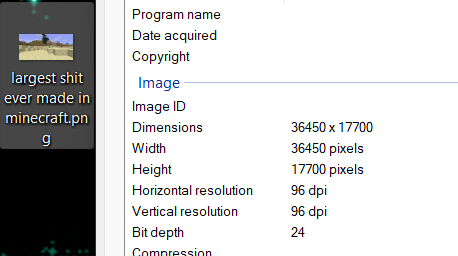 largest shit
ever made in
minecraft.pn
g
Program name
Date acquired
Copyright
Image
Image ID
Dimensions 36450 x 17700
Width 36450 pixels
Height 17700 pixels
Horizontal resolution 96 dpi
Vertical resolution 96 dpi
Bit depth 24
Compression